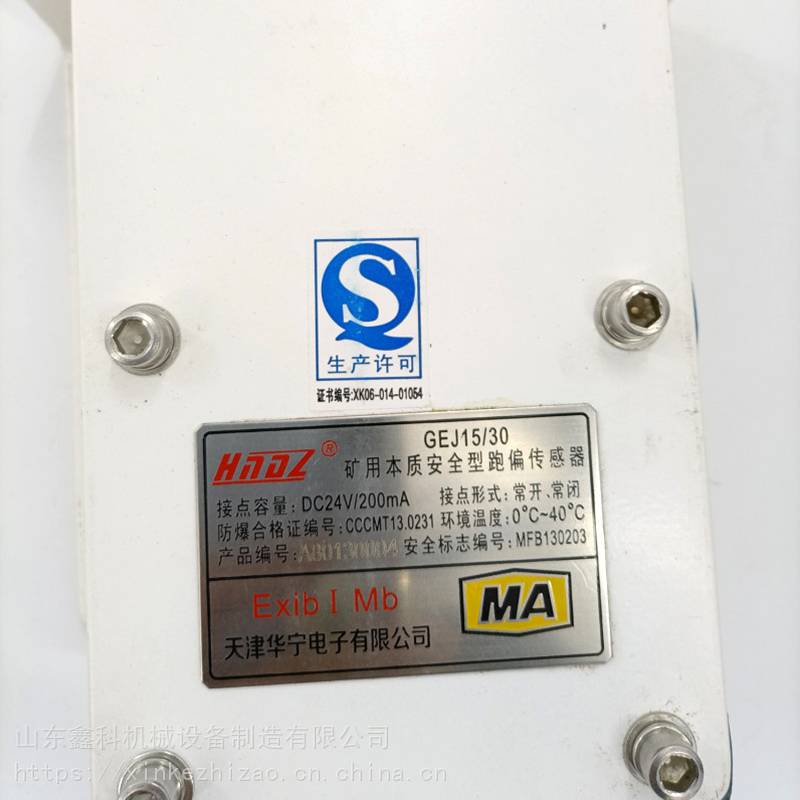 生产许可
证书编号:XK06-014-01054
HNDZ®
GEJ15/30
矿用本质安全型跑偏传感器
接点容量:DC24V/200mA 接点形式:常开、常闭
防爆合格证编号:CCCMT13.0231 环境温度:0°C~40°C
产品编号:A80130004 安全标志编号:MFB130203
Exib I Mb
MA
天津华宁电子有限公司
山东鑫科机械设备制造有限公司
https://xinkezhizao.cn.china.cn